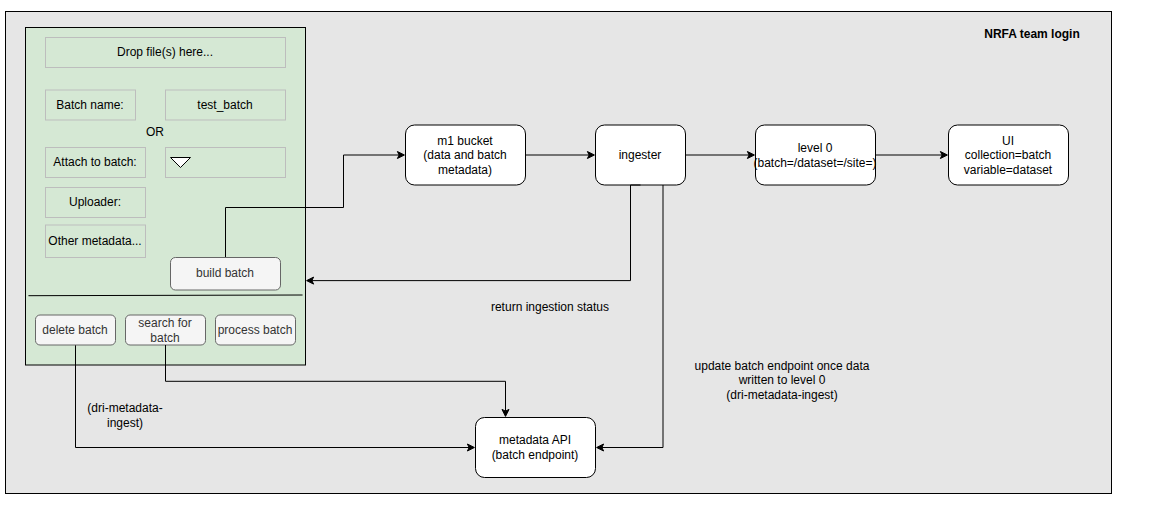 NRFA team login
Drop file(s) here...
Batch name:
test_batch
OR
Attach to batch:
Uploader:
Other metadata...
build batch
delete batch
search for
batch
process batch
m1 bucket
(data and batch
metadata)
ingester
level 0
(batch=/dataset=/site=)
UI
collection=batch
variable=dataset
return ingestion status
update batch endpoint once data
written to level 0
(dri-metadata-ingest)
(dri-metadata-
ingest)
metadata API
(batch endpoint)